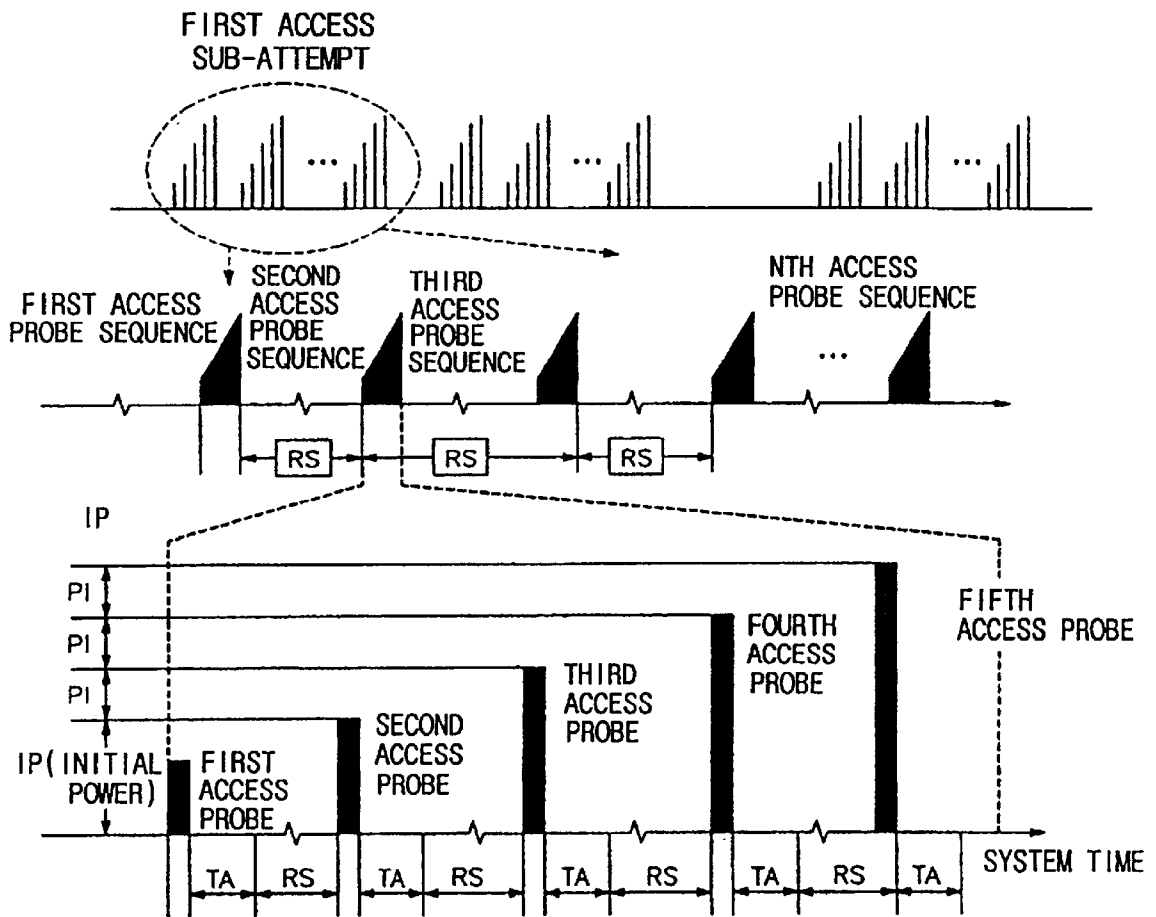 FIRST ACCESS
SUB-ATTEMPT
...
...
...
FIRST ACCESS
PROBE SEQUENCE
SECOND
ACCESS
PROBE
SEQUENCE
THIRD
ACCESS
PROBE
SEQUENCE
NTH ACCESS
PROBE SEQUENCE
...
RS
RS
RS
IP
PI
PI
PI
IP(INITIAL
POWER)
FIRST
ACCESS
PROBE
SECOND
ACCESS
PROBE
THIRD
ACCESS
PROBE
FOURTH
ACCESS
PROBE
FIFTH
ACCESS PROBE
SYSTEM TIME
TA
RS
TA
RS
TA
RS
TA
RS
TA